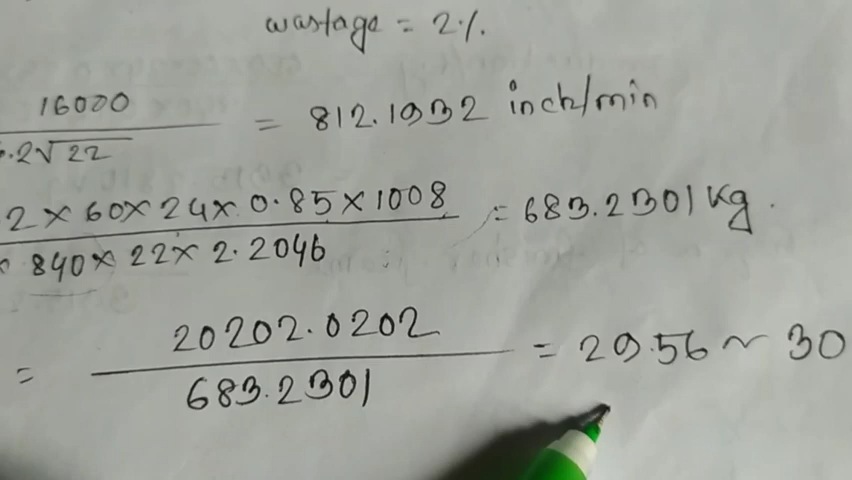 wastage = 2%.
16000
= 812.1932 inch/min
.2√22
2 × 60 × 24 × 0.85 × 1008
= 683.2301 kg.
× 840 × 22 × 2.2046
20202.0202
= = 29.56 ~ 30
683.2301